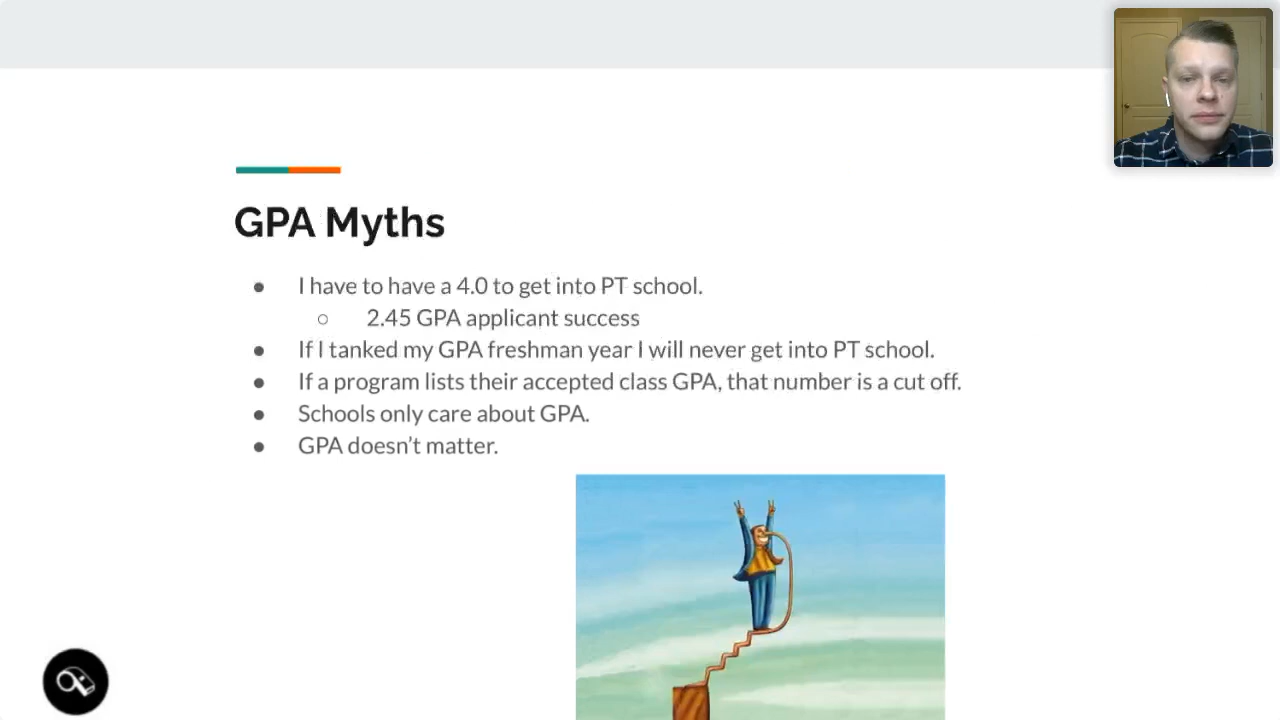 GPA Myths
I have to have a 4.0 to get into PT school.
2.45 GPA applicant success
If I tanked my GPA freshman year I will never get into PT school.
If a program lists their accepted class GPA, that number is a cut off.
Schools only care about GPA.
GPA doesn’t matter.